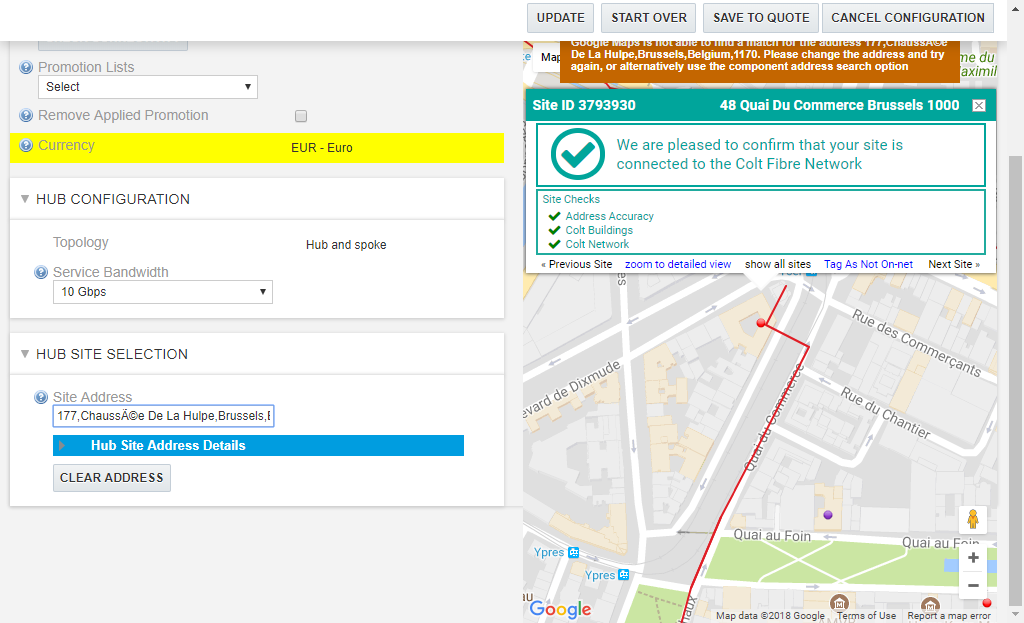 UPDATE
START OVER
SAVE TO QUOTE
CANCEL CONFIGURATION
Promotion Lists
Select
Remove Applied Promotion
Currency
EUR - Euro
HUB CONFIGURATION
Topology
Hub and spoke
Service Bandwidth
10 Gbps
HUB SITE SELECTION
Site Address
177,ChaussÃ©e De La Hulpe,Brussels,
Hub Site Address Details
CLEAR ADDRESS
Map
Google Maps is not able to find a match for the address 177,ChaussÃ©e
De La Hulpe,Brussels,Belgium,1170. Please change the address and try
again, or alternatively use the component address search option
Site ID 3793930
48 Quai Du Commerce Brussels 1000
We are pleased to confirm that your site is
connected to the Colt Fibre Network
Site Checks
Address Accuracy
Colt Buildings
Colt Network
« Previous Site
zoom to detailed view
show all sites
Tag As Not On-net
Next Site »
Rue des Commerçants
evard de Dixmude
Rue du Chantier
Quai du Commerce
Quai au Foin
Quai au Foin
Ypres
Ypres
Google
Map data ©2018 Google
Terms of Use
Report a map error